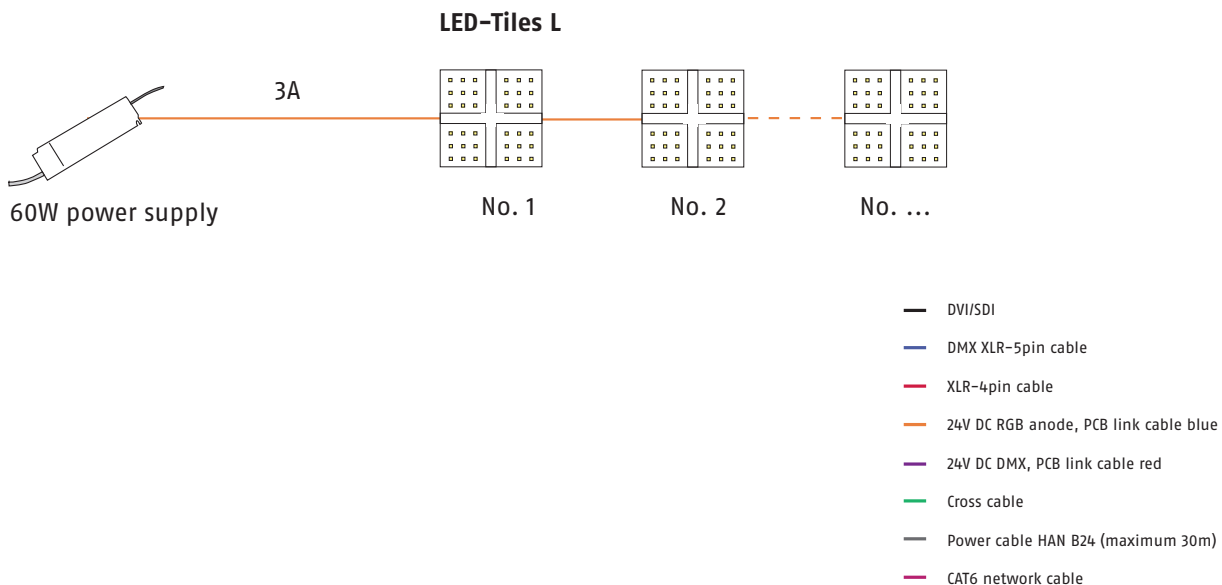 LED-Tiles L
3A
60W power supply
No. 1
No. 2
No. ...
DVI/SDI
DMX XLR-5pin cable
XLR-4pin cable
24V DC RGB anode, PCB link cable blue
24V DC DMX, PCB link cable red
Cross cable
Power cable HAN B24 (maximum 30m)
CAT6 network cable